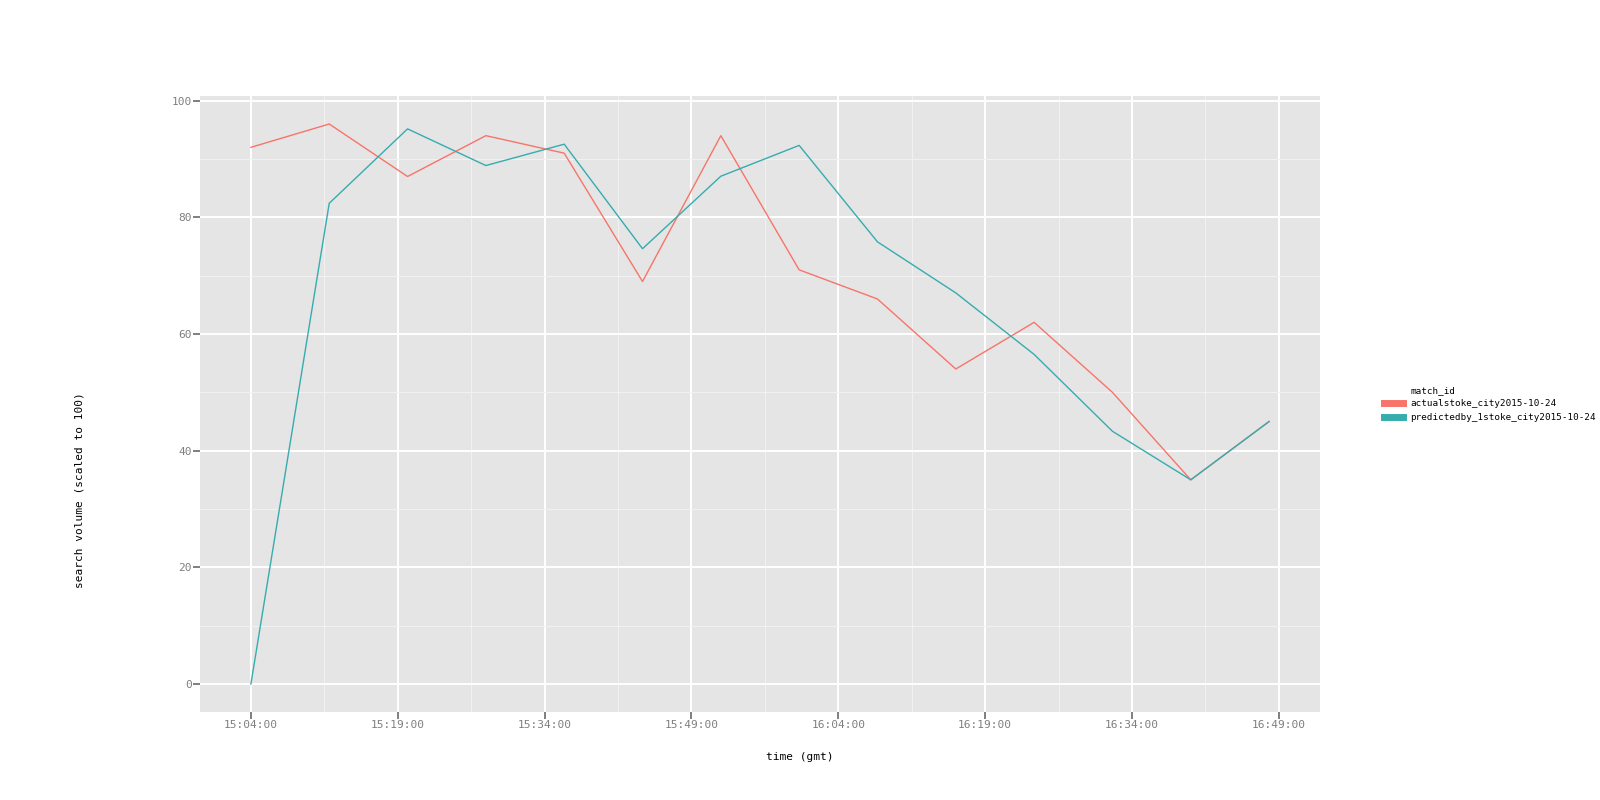 100
80
60
40
20
0
search volume (scaled to 100)
15:04:00 15:19:00 15:34:00 15:49:00 16:04:00 16:19:00 16:34:00 16:49:00
time (gmt)
match_id
actualstoke_city2015-10-24
predictedby_1stoke_city2015-10-24